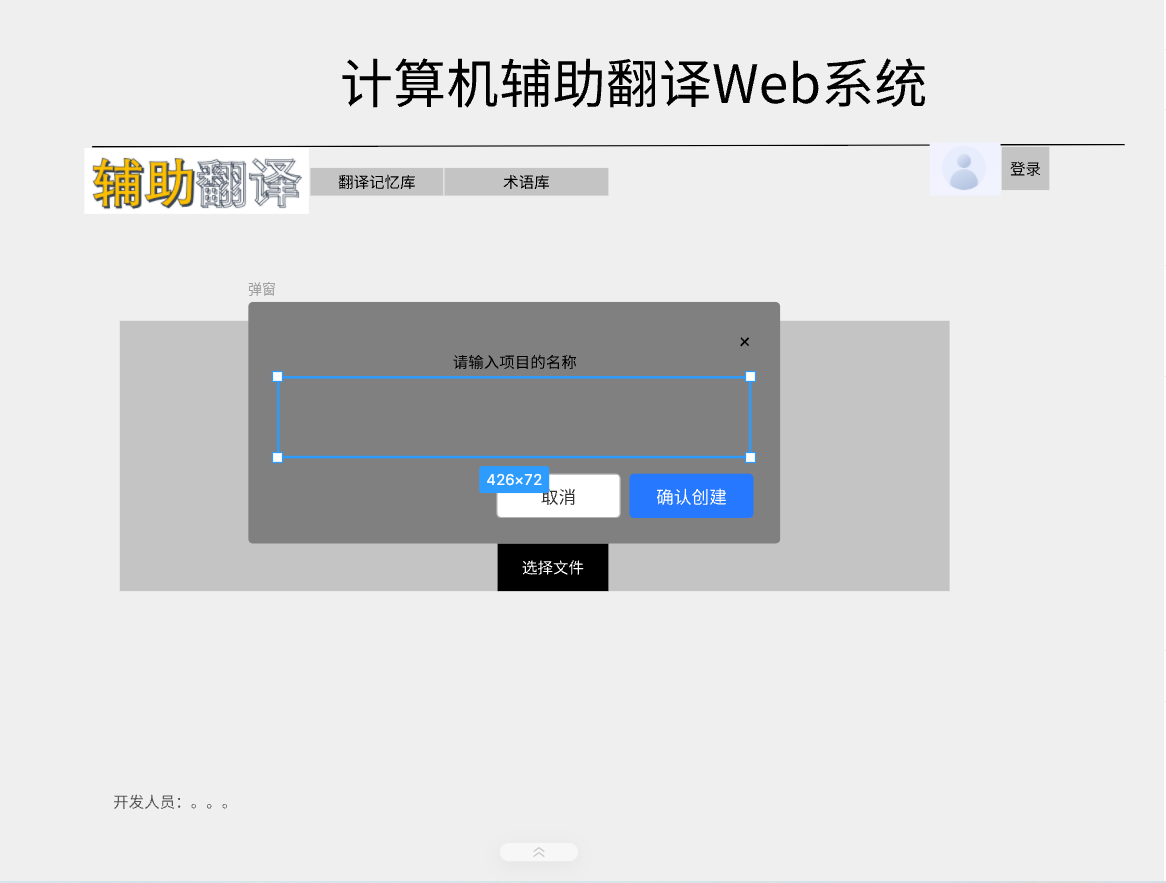 计算机辅助翻译Web系统
辅助翻译
翻译记忆库
术语库
登录
弹窗
×
请输入项目的名称
426×72
取消
确认创建
选择文件
开发人员：。。。